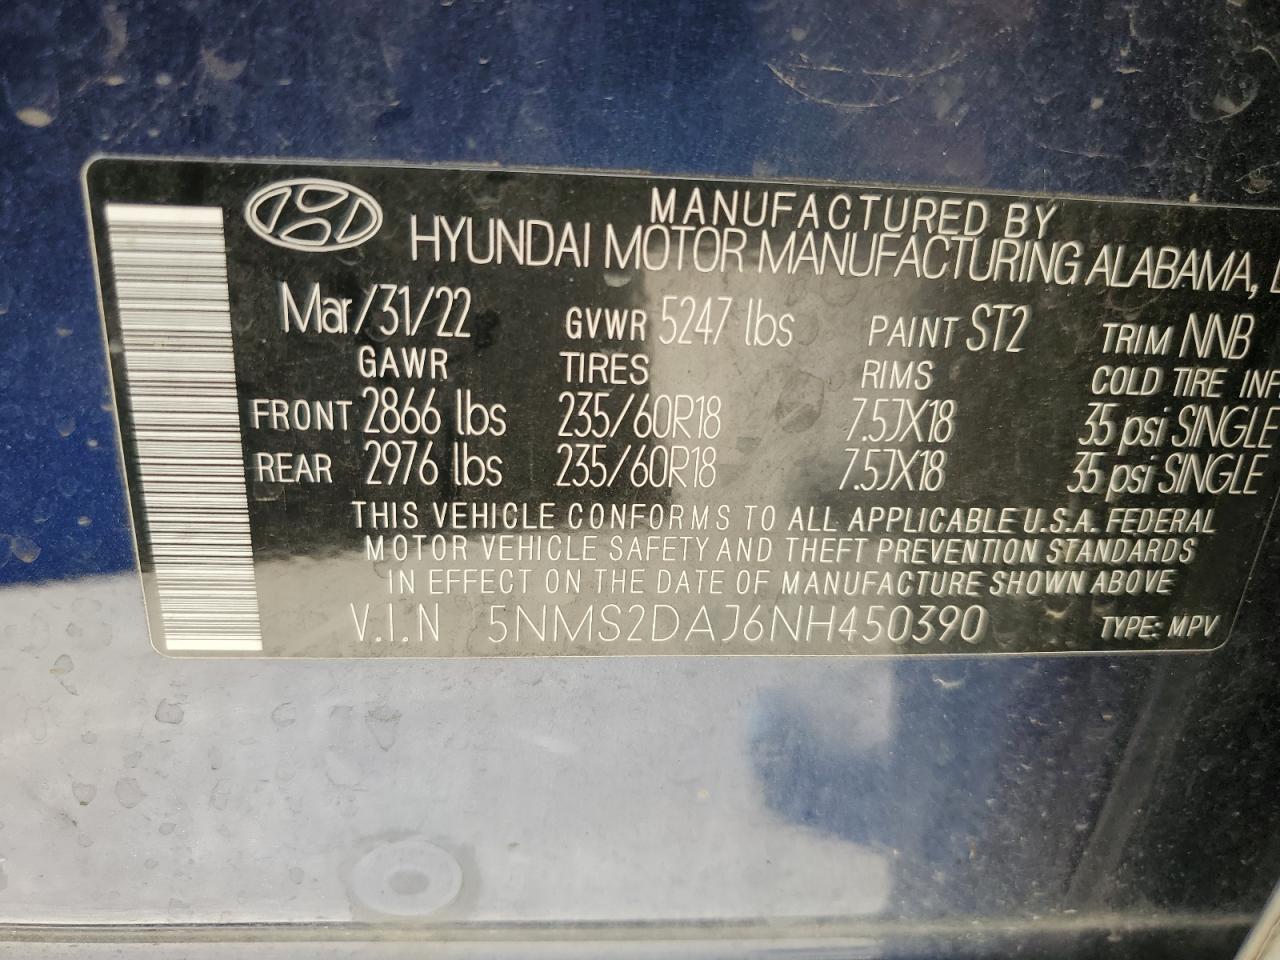 MANUFACTURED BY
HYUNDAI MOTOR MANUFACTURING ALABAMA,
Mar/31/22 GVWR 5247 lbs PAINT ST2 TRIM NNB
GAWR TIRES RIMS COLD TIRE INF
FRONT 2866 lbs 235/60R18 7.5JX18 35 psi SINGLE
REAR 2976 lbs 235/60R18 7.5JX18 35 psi SINGLE
THIS VEHICLE CONFORMS TO ALL APPLICABLE U.S.A. FEDERAL
MOTOR VEHICLE SAFETY AND THEFT PREVENTION STANDARDS
IN EFFECT ON THE DATE OF MANUFACTURE SHOWN ABOVE
V.I.N 5NMS2DAJ6NH450390 TYPE: MPV